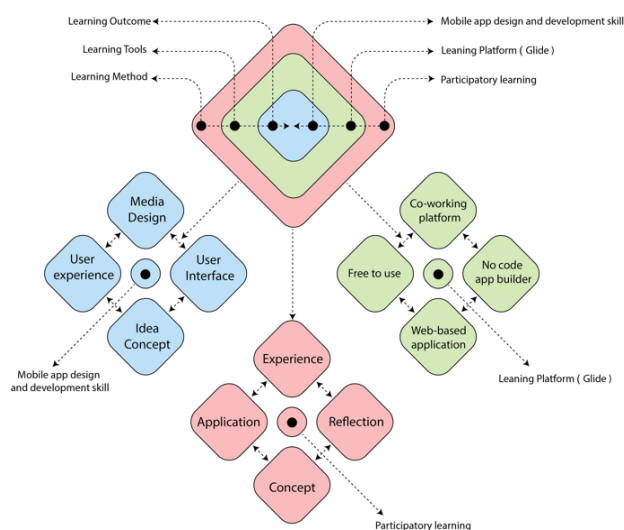 Learning Outcome
Mobile app design and development skill
Learning Tools
Leaning Platform ( Glide )
Learning Method
Participatory learning
Media
Design
User
experience
User
Interface
Idea
Concept
Mobile app design
and development skill
Co-working
platform
Free to use
No code
app builder
Web-based
application
Leaning Platform ( Glide )
Experience
Application
Reflection
Concept
Participatory learning